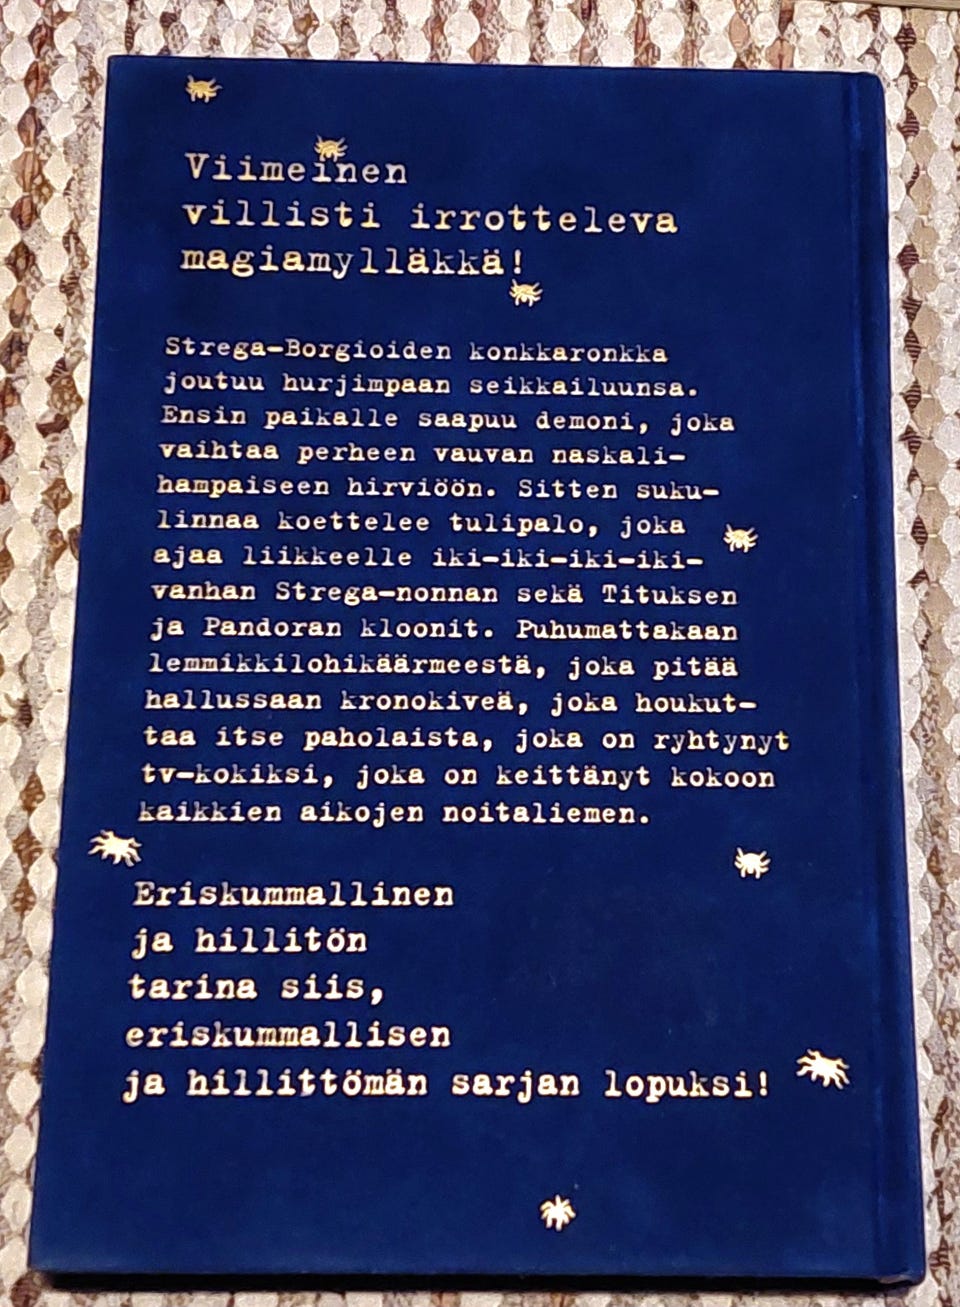 Viimeinen
villisti irrotteleva
magiamylläkkä!
Strega-Borgioiden konkkaronkka
joutuu hurjimpaan seikkailuunsa.
Ensin paikalle saapuu demoni, joka
vaihtaa perheen vauvan naskali-
hampaiseen hirviöön. Sitten suku-
linnaa koettelee tulipalo, joka
ajaa liikkeelle iki-iki-iki-iki-
vanhan Strega-nonnan sekä Tituksen
ja Pandoran kloonit. Puhumattakaan
lemmikkilohikäärmeestä, joka pitää
hallussaan kronokiveä, joka houkut-
taa itse paholaista, joka on ryhtynyt
tv-kokiksi, joka on keittänyt kokoon
kaikkien aikojen noitaliemen.
Eriskummallinen
ja hillitön
tarina siis,
eriskummallisen
ja hillittömän sarjan lopuksi!